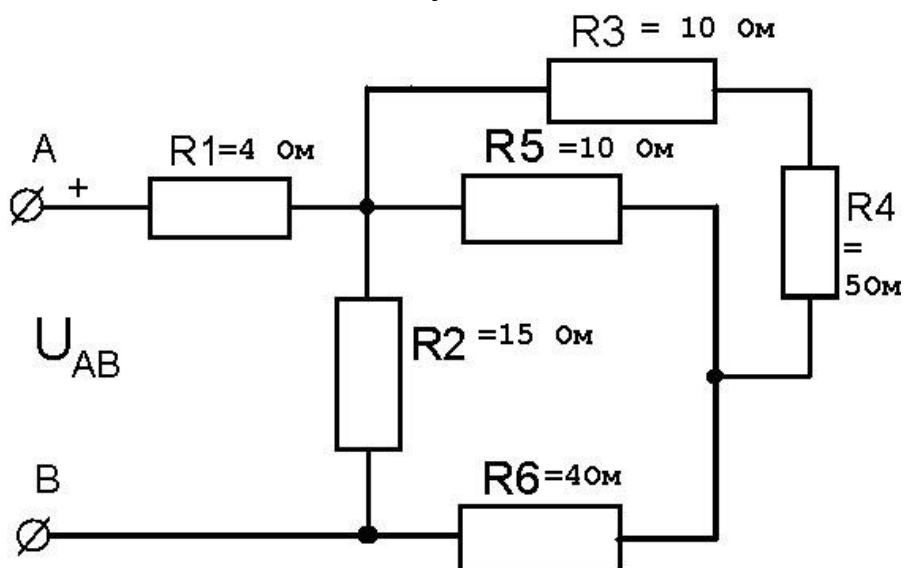 R3 = 10 Ом
A
R1=4 Ом
R5 =10 Ом
+
R4
=
5Ом
U AB
R2 =15 Ом
B
R6 =4Ом